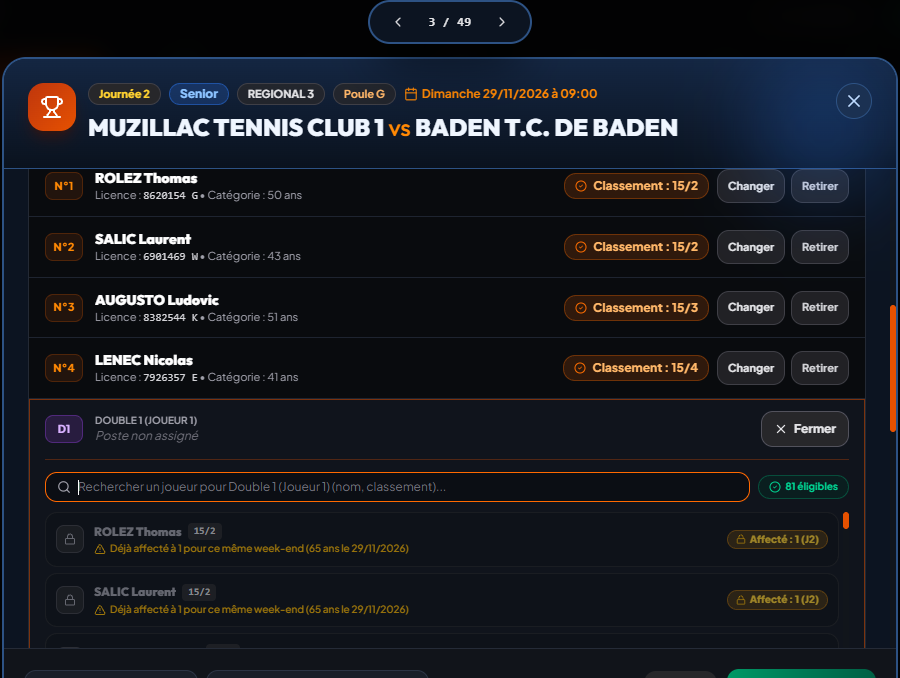 3 / 49
Journée 2 Senior REGIONAL 3 Poule G Dimanche 29/11/2026 à 09:00
MUZILLAC TENNIS CLUB 1 VS BADEN T.C. DE BADEN
N°1 ROLEZ Thomas Classement : 15/2 Changer Retirer
Licence : 8620154 G • Catégorie : 50 ans
N°2 SALIC Laurent Classement : 15/2 Changer Retirer
Licence : 6901469 W • Catégorie : 43 ans
N°3 AUGUSTO Ludovic Classement : 15/3 Changer Retirer
Licence : 8382544 K • Catégorie : 51 ans
N°4 LENEC Nicolas Classement : 15/4 Changer Retirer
Licence : 7926357 E • Catégorie : 41 ans
D1 DOUBLE 1 (JOUEUR 1) Fermer
Poste non assigné
Rechercher un joueur pour Double 1 (Joueur 1) (nom, classement)... 81 éligibles
ROLEZ Thomas 15/2 Affecté : 1 (J2)
Déjà affecté à 1 pour ce même week-end (65 ans le 29/11/2026)
SALIC Laurent 15/2 Affecté : 1 (J2)
Déjà affecté à 1 pour ce même week-end (65 ans le 29/11/2026)